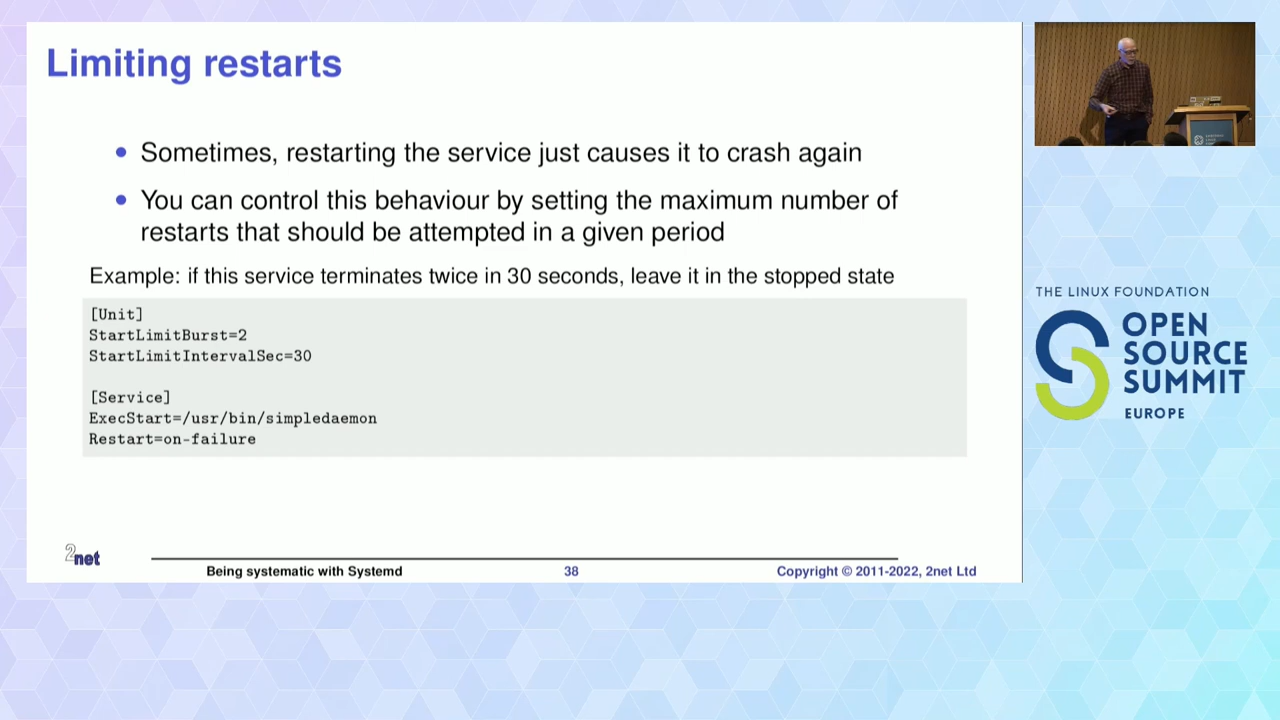 Limiting restarts
Sometimes, restarting the service just causes it to crash again
You can control this behaviour by setting the maximum number of
restarts that should be attempted in a given period
Example: if this service terminates twice in 30 seconds, leave it in the stopped state
[Unit]
StartLimitBurst=2
StartLimitIntervalSec=30
[Service]
ExecStart=/usr/bin/simpledaemon
Restart=on-failure
2net
Being systematic with Systemd
38
Copyright © 2011-2022, 2net Ltd
THE LINUX FOUNDATION
OPEN
SOURCE
SUMMIT
EUROPE